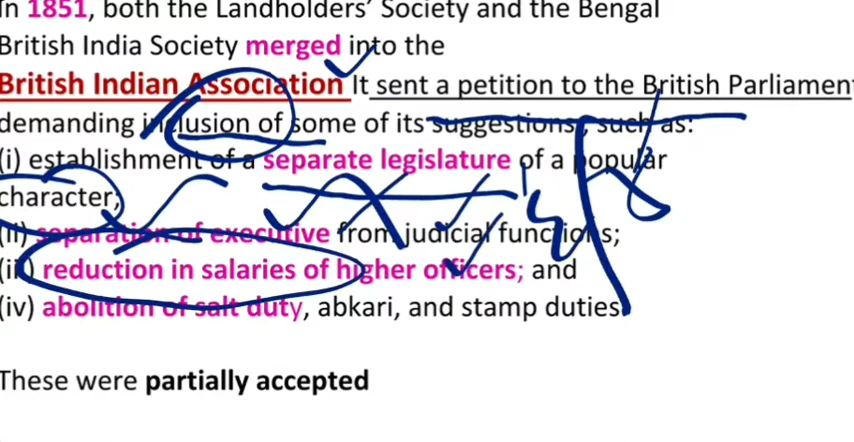 In 1851, both the Landholders' Society and the Bengal
British India Society merged into the
British Indian Association It sent a petition to the British Parliamen
demanding inclusion of some of its suggestions, such as:
(i) establishment of a separate legislature of a popular
character;
(ii) separation of executive from judicial functions;
(iii) reduction in salaries of higher officers; and
(iv) abolition of salt duty, abkari, and stamp duties
These were partially accepted